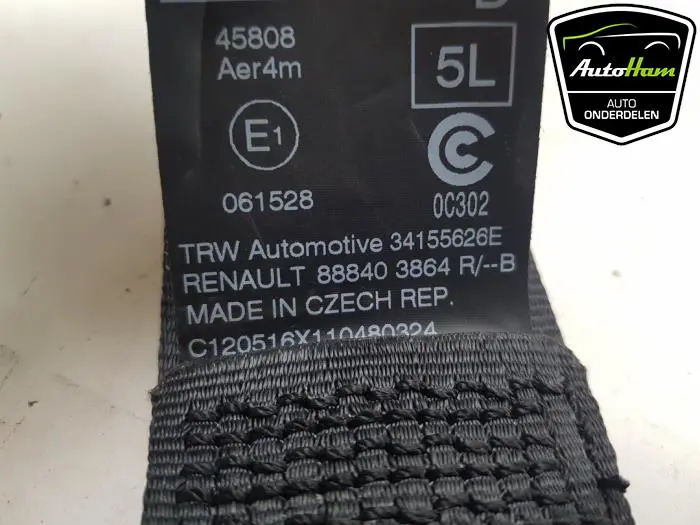 45808
Aer4m
5L
E1
C
061528
0C302
TRW Automotive 34155626E
RENAULT 88840 3864 R/--B
MADE IN CZECH REP.
C120516X110480324
AutoHam
AUTO
ONDERDELEN